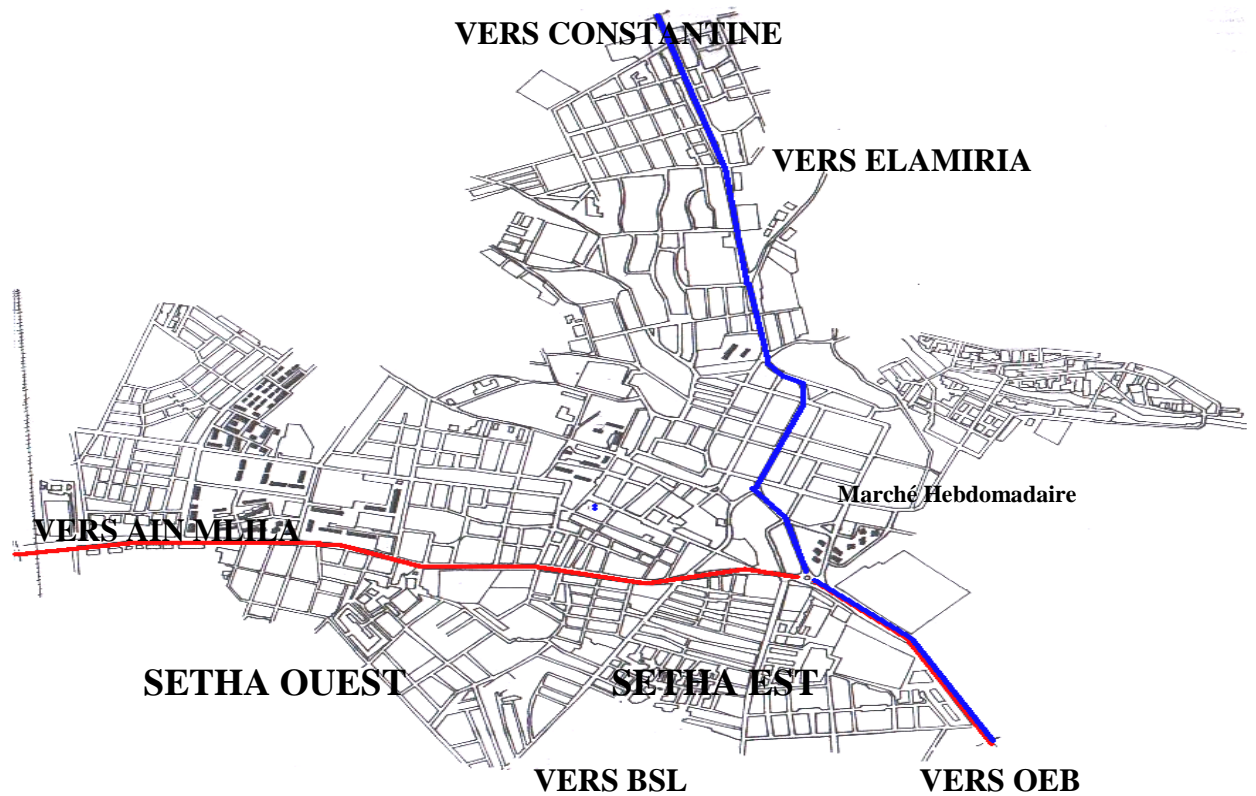 VERS CONSTANTINE
VERS ELAMIRIA
Marché Hebdomadaire
VERS AIN MLILA
SETHA OUEST
SETHA EST
VERS BSL
VERS OEB